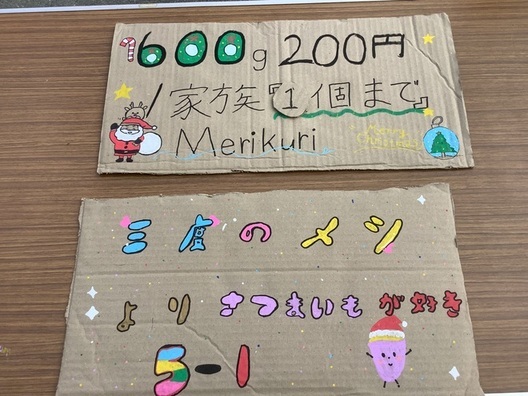 600g 200円
1家族『1個まで』
Merikuri
Merry Christmas
三度のメシ
より さつまいもが好き
5-1